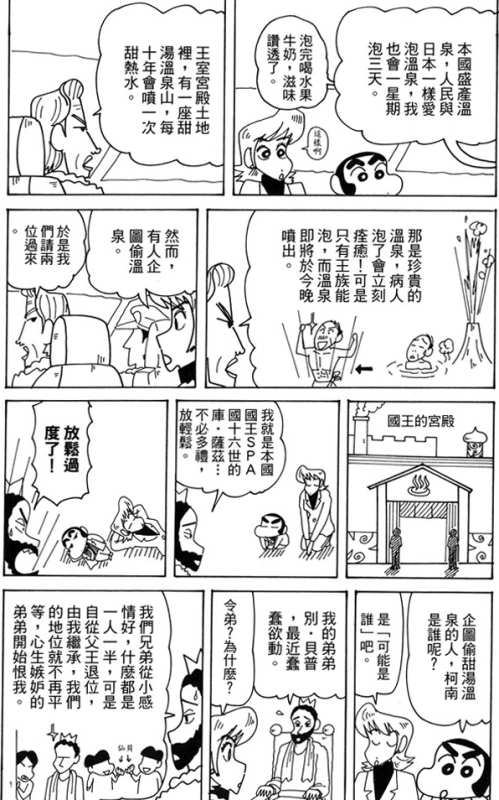 本國盛產溫
泉，人民與
日本一樣愛
泡溫泉，我
也會一星期
泡三天。
泡完喝水果
牛奶，滋味
讚透了。
這樣啊
王室宮殿土地
裡，有一座甜
湯溫泉山，每
十年會噴一次
甜熱水。
那是珍貴的
溫泉，病人
泡了會立刻
痊癒！可是
只有王族能
泡，而溫泉
即將於今晚
噴出。
然而，
有人企
圖偷溫
泉。
於是我
們請兩
位過來
。
國王的宮殿
我就是本國
國王SPA
國十六世的
庫・薩茲…
不必多禮，
放輕鬆。
放鬆過
度了！
企圖偷甜湯溫
泉的人，柯南
是誰呢？
是「可能是
誰」吧。
我的弟弟
別・貝普
，最近蠢
蠢欲動。
令弟？為什麼？
我們兄弟從小感
情好，什麼都是
一人一半，可是
自從父王退位，
由我繼承，我們
的地位就不再平
等，心生嫉妒的
弟弟開始恨我。
仙貝